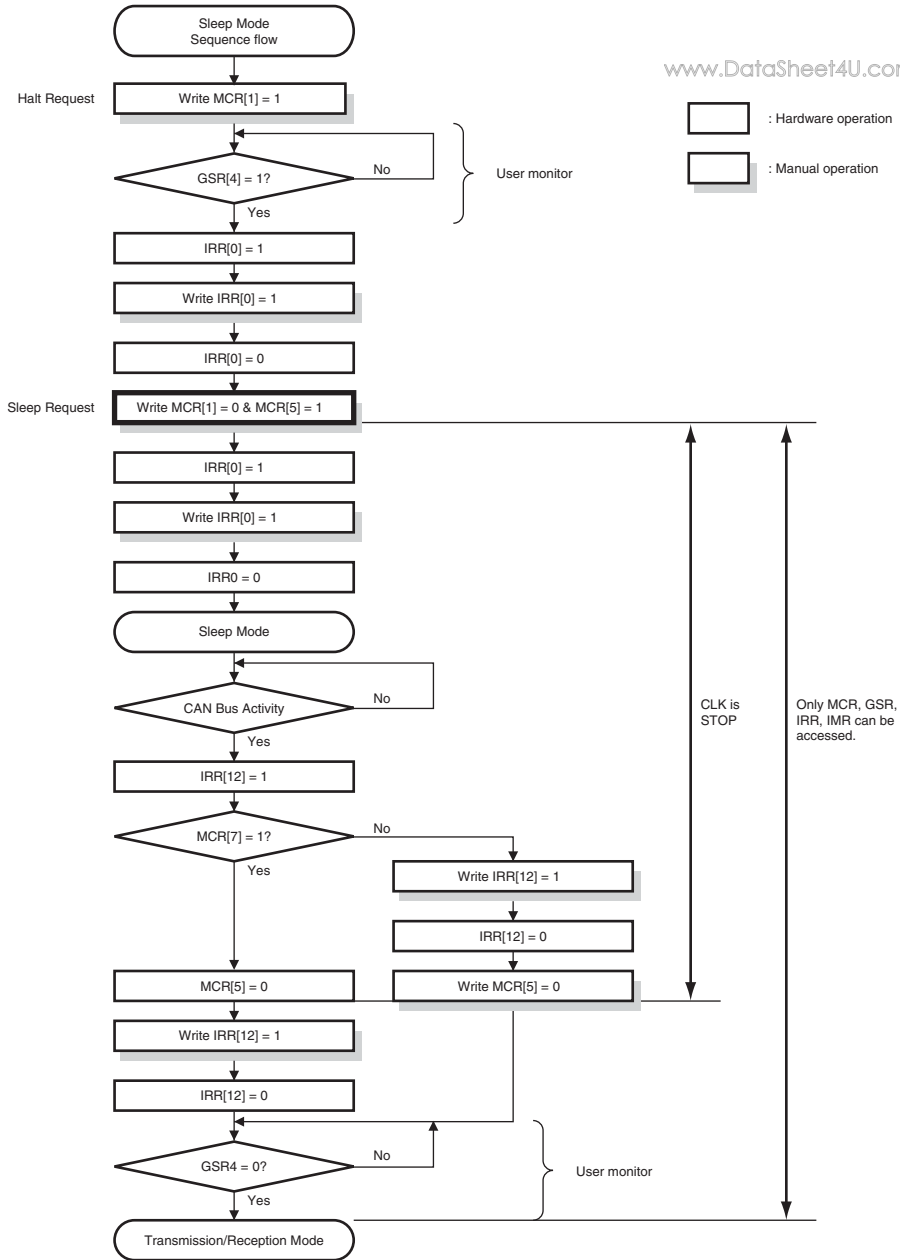 Sleep Mode
Sequence flow
www.DataSheet4U.com
Halt Request
Write MCR[1] = 1
: Hardware operation
: Manual operation
GSR[4] = 1?
No
User monitor
Yes
IRR[0] = 1
Write IRR[0] = 1
IRR[0] = 0
Sleep Request
Write MCR[1] = 0 & MCR[5] = 1
IRR[0] = 1
Write IRR[0] = 1
IRR0 = 0
Sleep Mode
CAN Bus Activity
No
Yes
CLK is
STOP
Only MCR, GSR,
IRR, IMR can be
accessed.
IRR[12] = 1
MCR[7] = 1?
No
Yes
Write IRR[12] = 1
IRR[12] = 0
MCR[5] = 0
Write MCR[5] = 0
Write IRR[12] = 1
IRR[12] = 0
GSR4 = 0?
No
User monitor
Yes
Transmission/Reception Mode